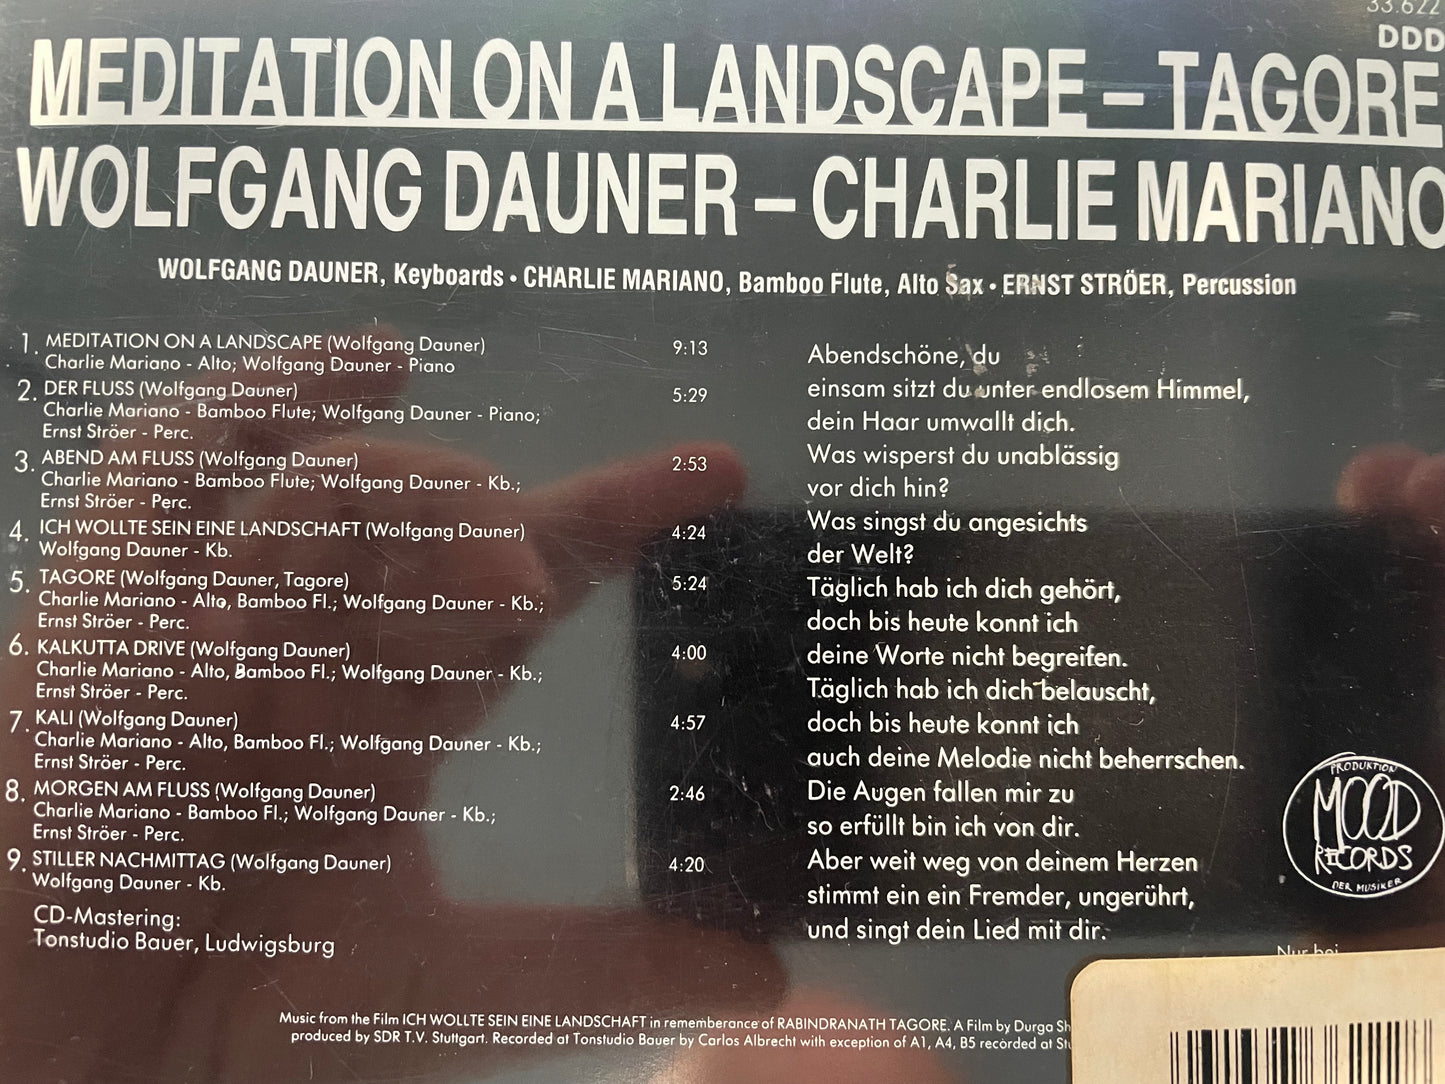 33.622
DDD
MEDITATION ON A LANDSCAPE – TAGORE
WOLFGANG DAUNER – CHARLIE MARIANO
WOLFGANG DAUNER, Keyboards • CHARLIE MARIANO, Bamboo Flute, Alto Sax • ERNST STRÖER, Percussion
1. MEDITATION ON A LANDSCAPE (Wolfgang Dauner) 9:13
Charlie Mariano - Alto; Wolfgang Dauner - Piano
2. DER FLUSS (Wolfgang Dauner) 5:29
Charlie Mariano - Bamboo Flute; Wolfgang Dauner - Piano;
Ernst Ströer - Perc.
3. ABEND AM FLUSS (Wolfgang Dauner) 2:53
Charlie Mariano - Bamboo Flute; Wolfgang Dauner - Kb.;
Ernst Ströer - Perc.
4. ICH WOLLTE SEIN EINE LANDSCHAFT (Wolfgang Dauner) 4:24
Wolfgang Dauner - Kb.
5. TAGORE (Wolfgang Dauner, Tagore) 5:24
Charlie Mariano - Alto, Bamboo Fl.; Wolfgang Dauner - Kb.;
Ernst Ströer - Perc.
6. KALKUTTA DRIVE (Wolfgang Dauner) 4:00
Charlie Mariano - Alto, Bamboo Fl.; Wolfgang Dauner - Kb.;
Ernst Ströer - Perc.
7. KALI (Wolfgang Dauner) 4:57
Charlie Mariano - Alto, Bamboo Fl.; Wolfgang Dauner - Kb.;
Ernst Ströer - Perc.
8. MORGEN AM FLUSS (Wolfgang Dauner) 2:46
Charlie Mariano - Bamboo Fl.; Wolfgang Dauner - Kb.;
Ernst Ströer - Perc.
9. STILLER NACHMITTAG (Wolfgang Dauner) 4:20
Wolfgang Dauner - Kb.
CD-Mastering:
Tonstudio Bauer, Ludwigsburg
Abendschöne, du
einsam sitzt du unter endlosem Himmel,
dein Haar umwallt dich.
Was wisperst du unablässig
vor dich hin?
Was singst du angesichts
der Welt?
Täglich hab ich dich gehört,
doch bis heute konnt ich
deine Worte nicht begreifen.
Täglich hab ich dich belauscht,
doch bis heute konnt ich
auch deine Melodie nicht beherrschen.
Die Augen fallen mir zu
so erfüllt bin ich von dir.
Aber weit weg von deinem Herzen
stimmt ein ein Fremder, ungerührt,
und singt dein Lied mit dir.
PRODUKTION
MOOD
RECORDS
DER MUSIKER
Nur bei
Music from the Film ICH WOLLTE SEIN EINE LANDSCHAFT in rememberance of RABINDRANATH TAGORE. A Film by Durga Sh
produced by SDR T.V. Stuttgart. Recorded at Tonstudio Bauer by Carlos Albrecht with exception of A1, A4, B5 recorded at Stu